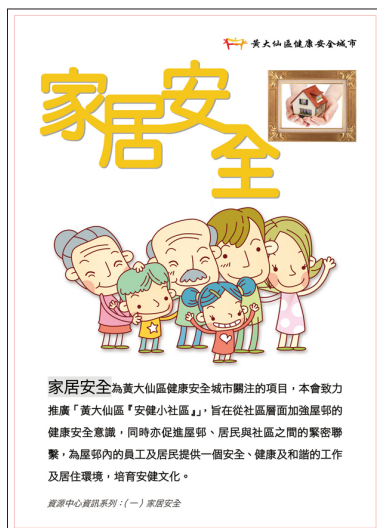 黃大仙區健康安全城市
家居安全
家居安全為黃大仙區健康安全城市關注的項目，本會致力
推廣「黃大仙區『安健小社區』」，旨在從社區層面加強屋邨的
健康安全意識，同時亦促進屋邨、居民與社區之間的緊密聯
繫，為屋邨內的員工及居民提供一個安全、健康及和諧的工作
及居住環境，培育安健文化。
資源中心資訊系列：(一) 家居安全